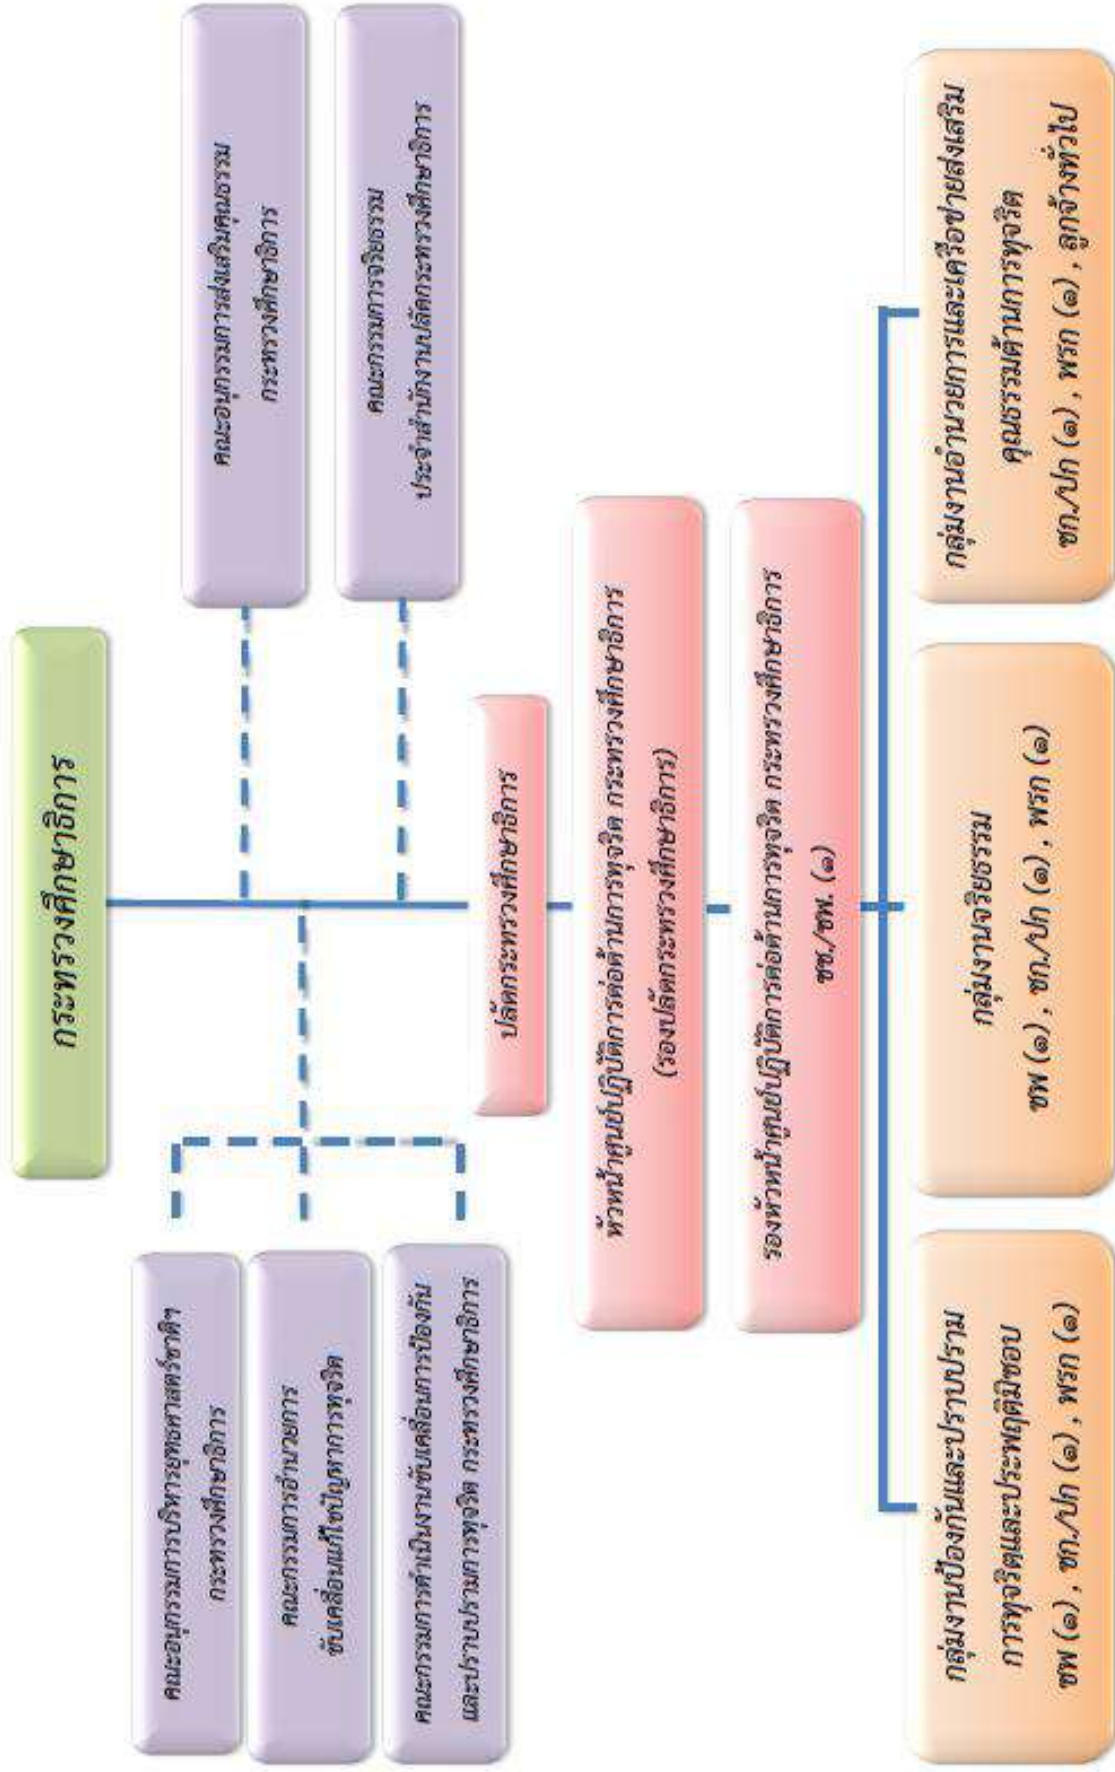 กระทรวงศึกษาธิการ
คณะอนุกรรมการบริหารยุทธศาสตร์ชาติฯ
กระทรวงศึกษาธิการ
คณะกรรมการอำนวยการ
ขับเคลื่อนแก้ไขปัญหาการทุจริต
คณะกรรมการดำเนินงานขับเคลื่อนการป้องกัน
และปราบปรามการทุจริต กระทรวงศึกษาธิการ
คณะอนุกรรมการส่งเสริมคุณธรรม
กระทรวงศึกษาธิการ
คณะกรรมการจริยธรรม
ประจำสำนักงานปลัดกระทรวงศึกษาธิการ
ปลัดกระทรวงศึกษาธิการ
หัวหน้าศูนย์ปฏิบัติการต่อต้านการทุจริต กระทรวงศึกษาธิการ
(รองปลัดกระทรวงศึกษาธิการ)
รองหัวหน้าศูนย์ปฏิบัติการต่อต้านการทุจริต กระทรวงศึกษาธิการ
ชช/ชพ. (๑)
กลุ่มงานป้องกันและปราบปราม
การทุจริตและประพฤติมิชอบ
ชพ (๑), ชก/ปก (๑), พรก (๑)
กลุ่มงานจริยธรรม
ชพ (๑), ชก/ปก (๑), พรก (๑)
กลุ่มงานอำนวยการและเครือข่ายส่งเสริม
คุณธรรมต้านการทุจริต
ชก/ปก (๑), พรก (๑), ลูกจ้างทั่วไป